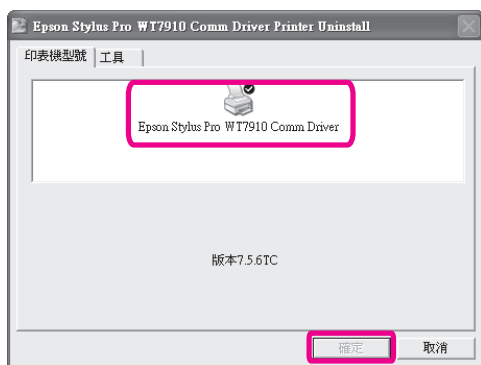 Epson Stylus Pro WT7910 Comm Driver Printer Uninstall
印表機型號 工具
Epson Stylus Pro WT7910 Comm Driver
版本7.5.6TC
確定 取消